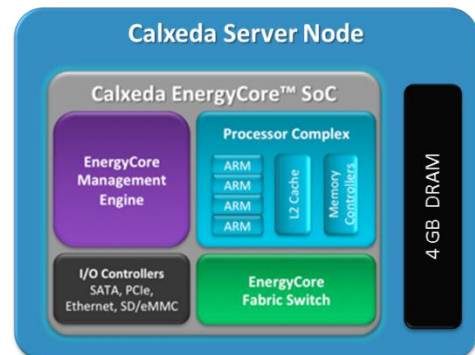 Calxeda Server Node
Calxeda EnergyCore™ SoC
EnergyCore
Management
Engine
Processor Complex
ARM
ARM
ARM
ARM
L2 Cache
Memory
Controllers
I/O Controllers
SATA, PCIe,
Ethernet, SD/eMMC
EnergyCore
Fabric Switch
4 GB DRAM